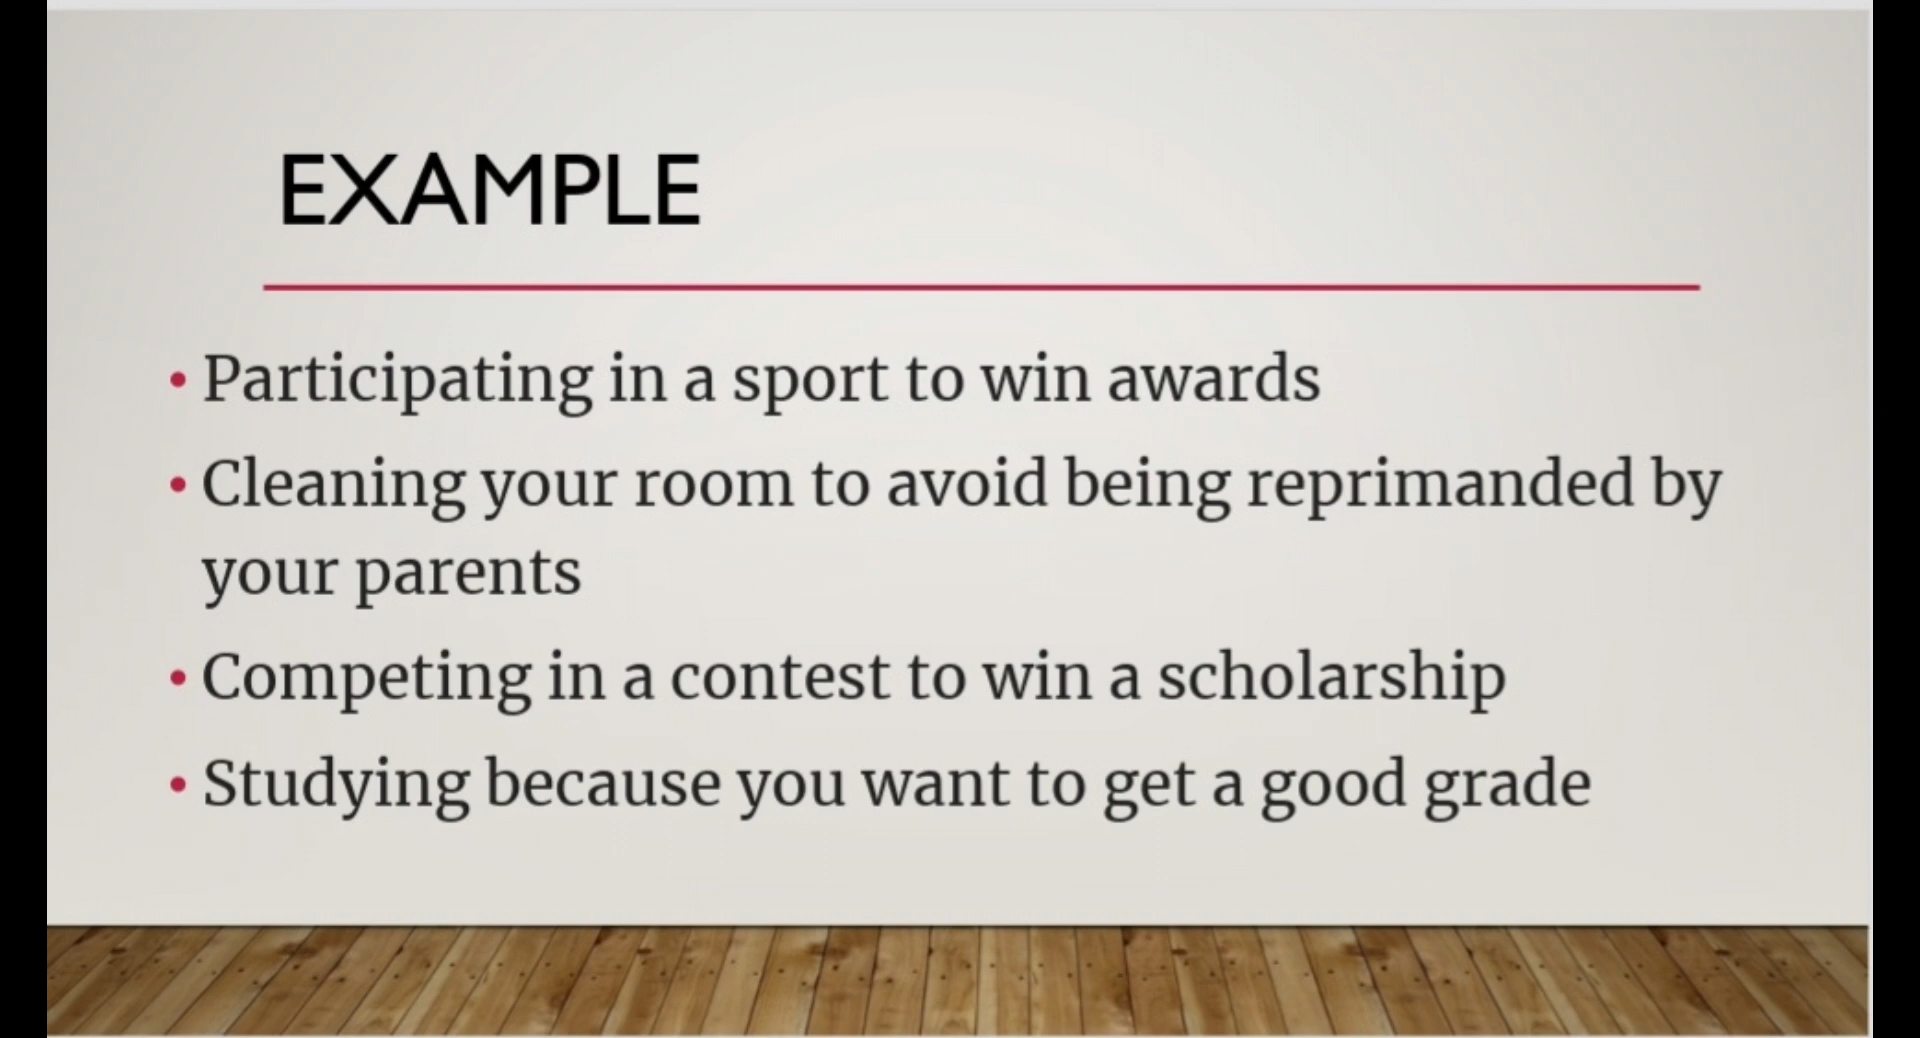 EXAMPLE
• Participating in a sport to win awards
• Cleaning your room to avoid being reprimanded by
your parents
• Competing in a contest to win a scholarship
• Studying because you want to get a good grade